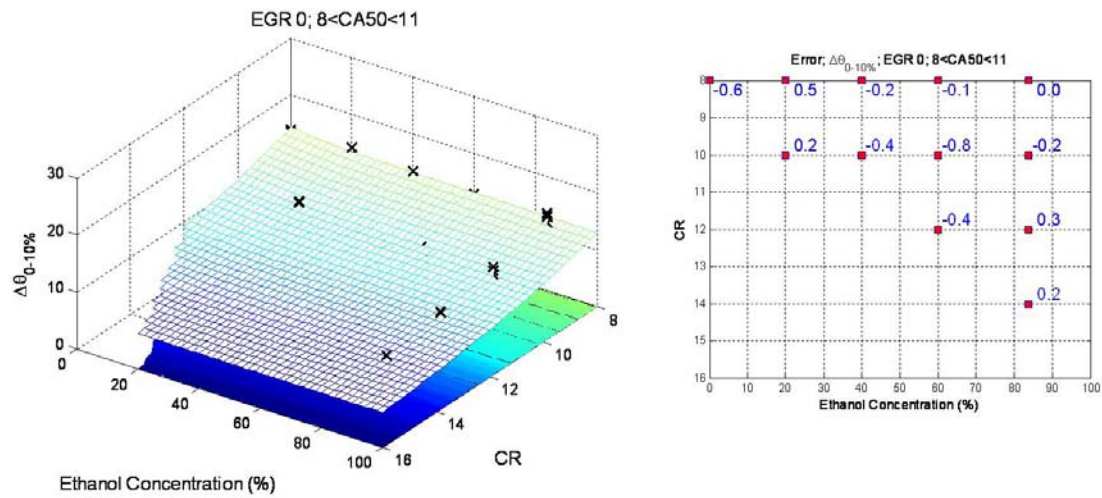 EGR 0; 8<CA50<11
30
20
10
0
Δθ0-10%
0
20
40
60
80
100
Ethanol Concentration (%)
16
14
12
10
8
CR
Error; Δθ0-10%; EGR 0; 8<CA50<11
8
9
10
11
12
13
14
15
16
CR
-0.6 0.5 -0.2 -0.1 0.0
0.2 -0.4 -0.8 -0.2
-0.4 0.3
0.2
0 10 20 30 40 50 60 70 80 90 100
Ethanol Concentration (%)